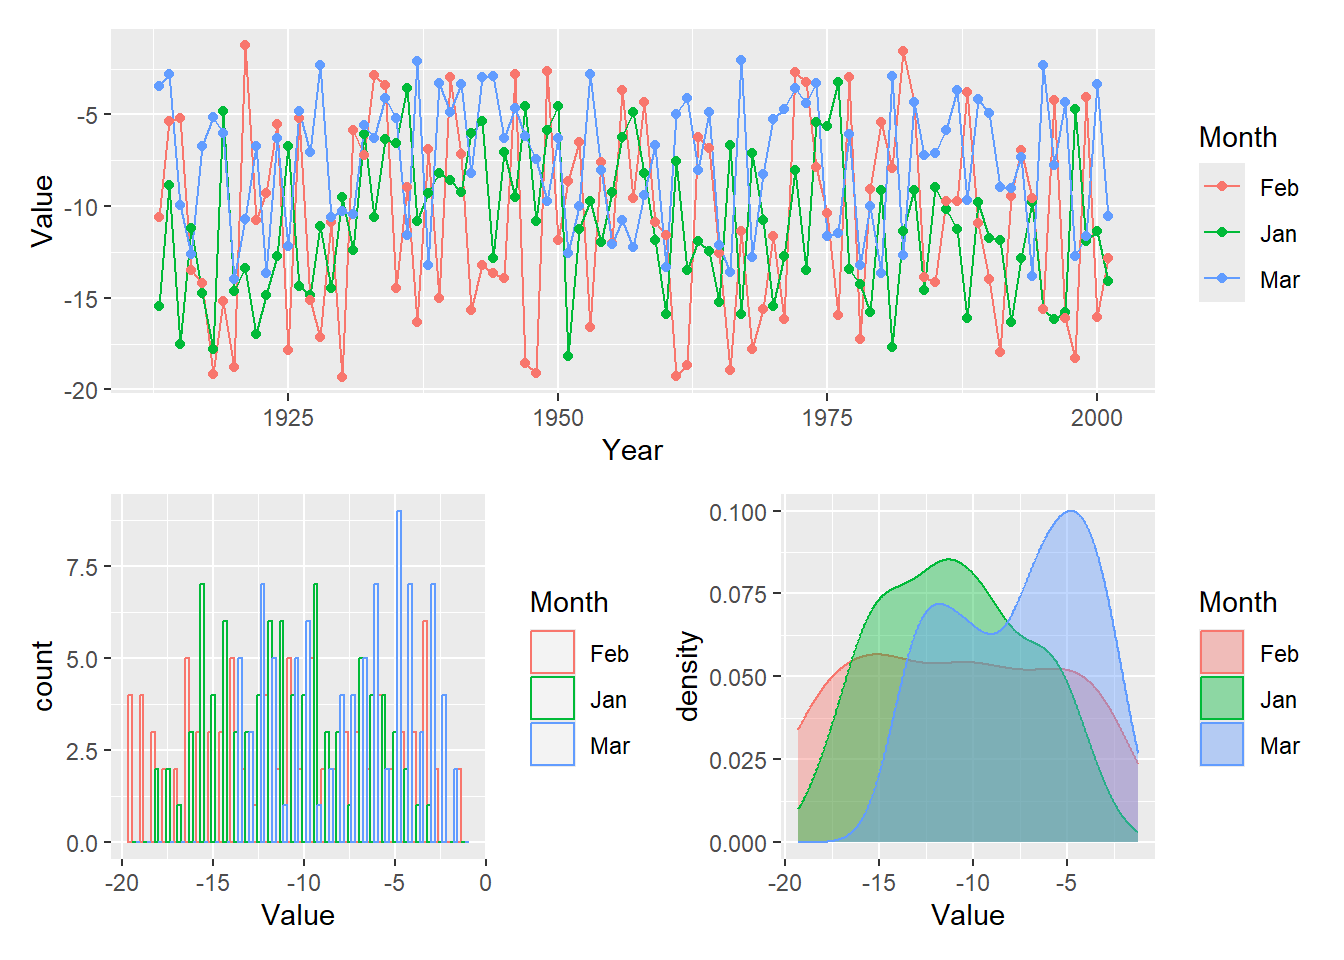 Value
-5
-10
-15
-20
1925 1950 1975 2000
Year
Month
Feb
Jan
Mar
count
7.5
5.0
2.5
0.0
-20 -15 -10 -5 0
Value
Month
Feb
Jan
Mar
density
0.100
0.075
0.050
0.025
0.000
-20 -15 -10 -5
Value
Month
Feb
Jan
Mar